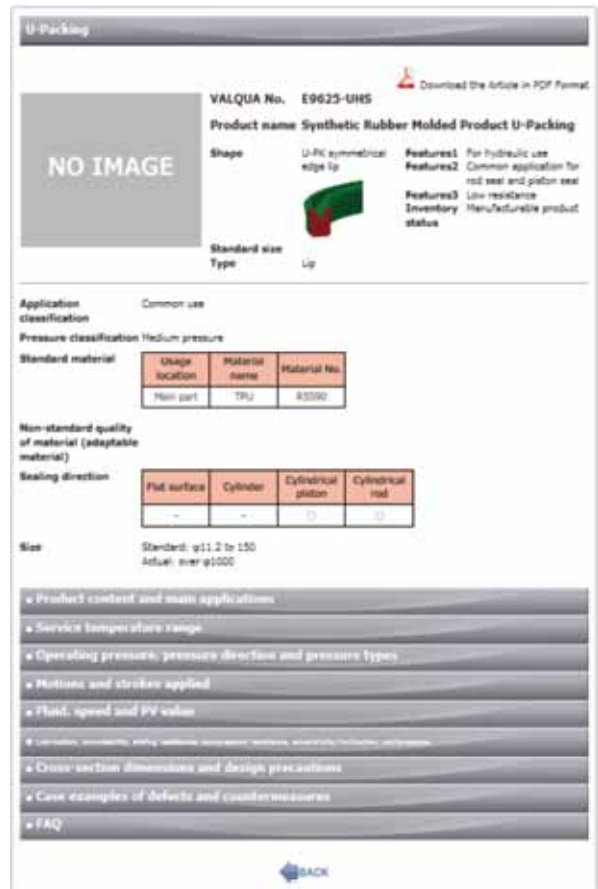 U-Packing
Download the Article in PDF Format
NO IMAGE
VALQUA No. E9625-UHS
Product name Synthetic Rubber Molded Product U-Packing
Shape
U-PK symmetrical
edge lip
Features1 For hydraulic use
Features2 Common application for
rod seal and piston seal
Features3 Low resistance
Inventory Manufacturable product
status
Standard size
Type Lip
Application Common use
classification
Pressure classification Medium pressure
Standard material
Usage
location
Material
name
Material No.
Main part
TPU
Non-standard quality
of material (adaptable
material)
Sealing direction
Flat surface
Cylinder
Cylindrical
piston
Cylindrical
rod
-
-
○
○
Size
Standard: φ11.2 to 150
Actual: over φ1000
Product content and main applications
Service temperature range
Operating pressure, pressure direction and pressure types
Motions and strokes applied
Fluid, speed and PV value
Cross-section dimensions and design precautions
Case examples of defects and countermeasures
FAQ
BACK